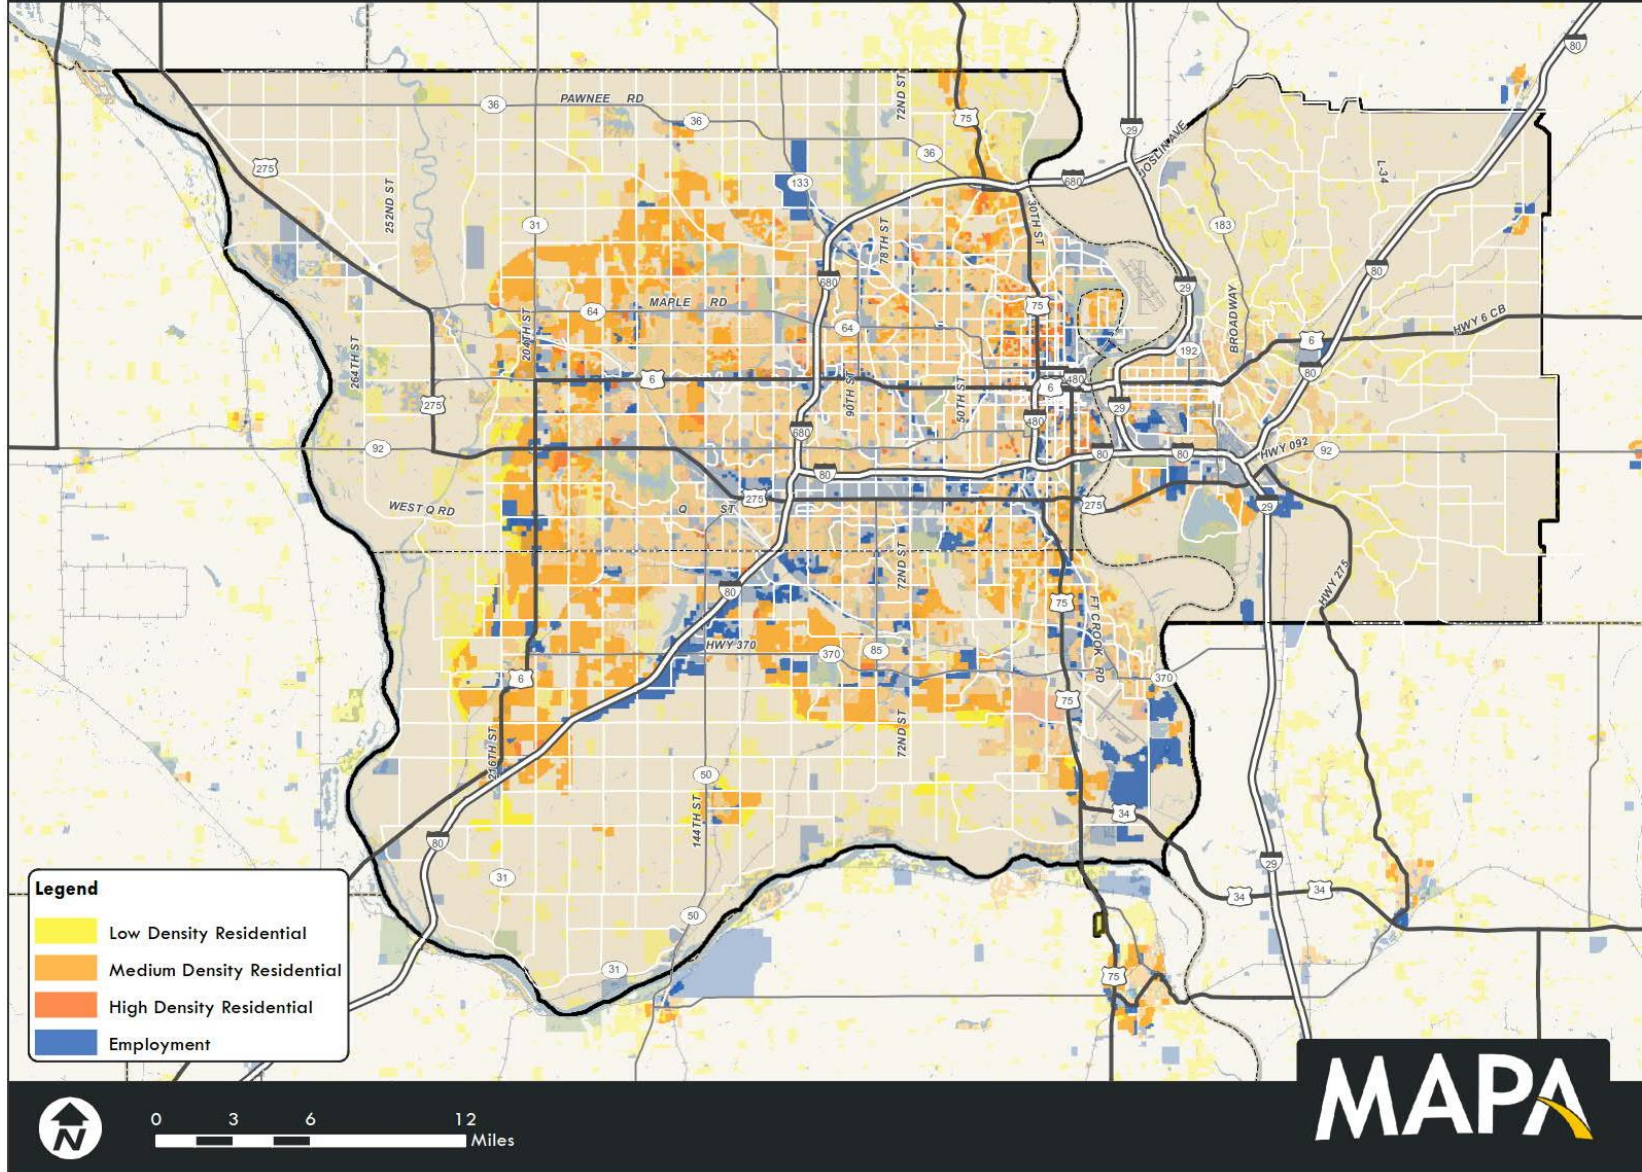 80
PAWNEE RD
72ND ST
36
36
75
29
JOSLIN AVE
36
L-34
275
680
133
252ND ST
31
30TH ST
183
78TH ST
680
80
29
MAPLE RD
64
75
BROADWAY
HWY 6 CB
204TH ST
64
6
192
264TH ST
6
480
6
80
275
90TH ST
50TH ST
29
680
480
92
80
80
HWY 092
92
80
275
275
29
WEST Q RD
Q ST
72ND ST
80
75
FT CROOK RD
HWY 275
HWY 370
370
85
6
370
75
72ND ST
216TH ST
50
144TH ST
34
80
29
31
34
34
50
31
75
Legend
Low Density Residential
Medium Density Residential
High Density Residential
Employment
N
0 3 6 12
Miles
MAPA